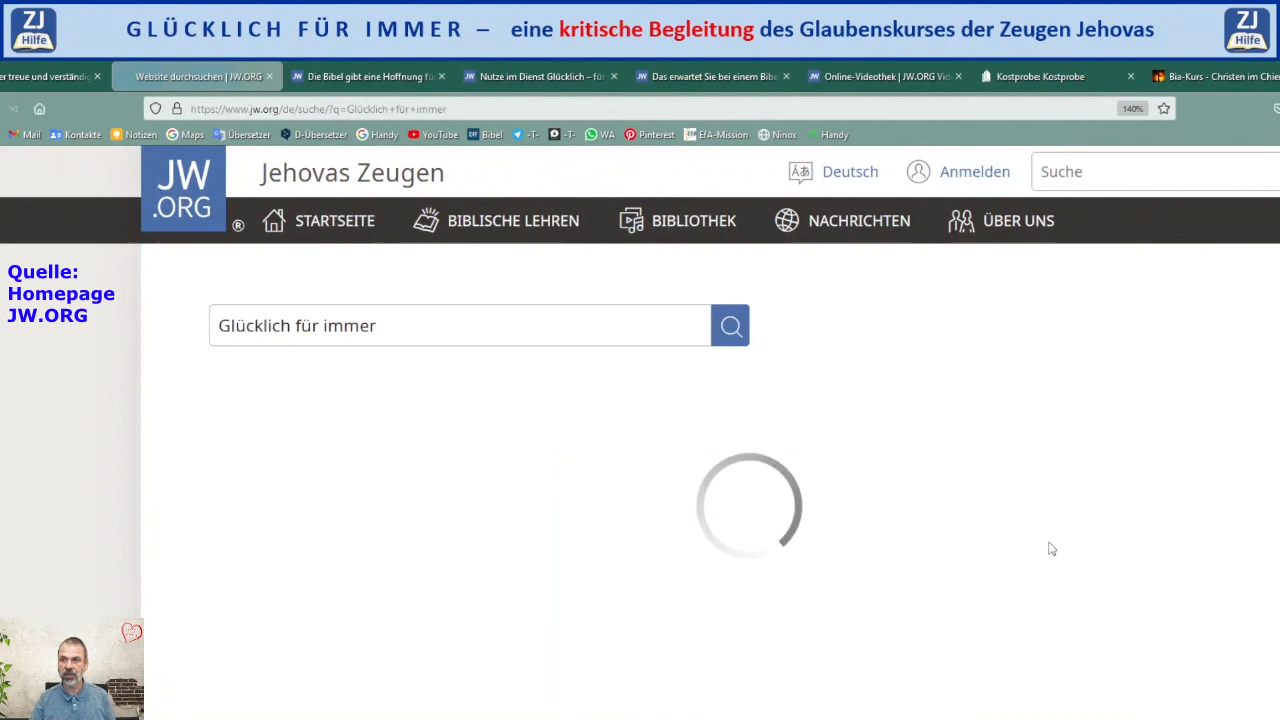 ZJ
Hilfe
GLÜCKLICH FÜR IMMER – eine kritische Begleitung des Glaubenskurses der Zeugen Jehovas
ZJ
Hilfe
er treue und verständig
Website durchsuchen | JW.ORG
Die Bibel gibt eine Hoffnung fü
Nutze im Dienst Glücklich – für
Das erwartet Sie bei einem Bibe
Online-Videothek | JW.ORG Vid
Kostprobe: Kostprobe
Bia-Kurs - Christen im Chie
https://www.jw.org/de/suche/?q=Glücklich+für+immer
140%
Mail
Kontakte
Notizen
Maps
Übersetzer
D-Übersetzer
Handy
YouTube
Bibel
-T-
-T-
WA
Pinterest
EfA-Mission
Ninox
Handy
JW
.ORG
®
Jehovas Zeugen
Deutsch
Anmelden
Suche
STARTSEITE
BIBLISCHE LEHREN
BIBLIOTHEK
NACHRICHTEN
ÜBER UNS
Quelle:
Homepage
JW.ORG
Glücklich für immer